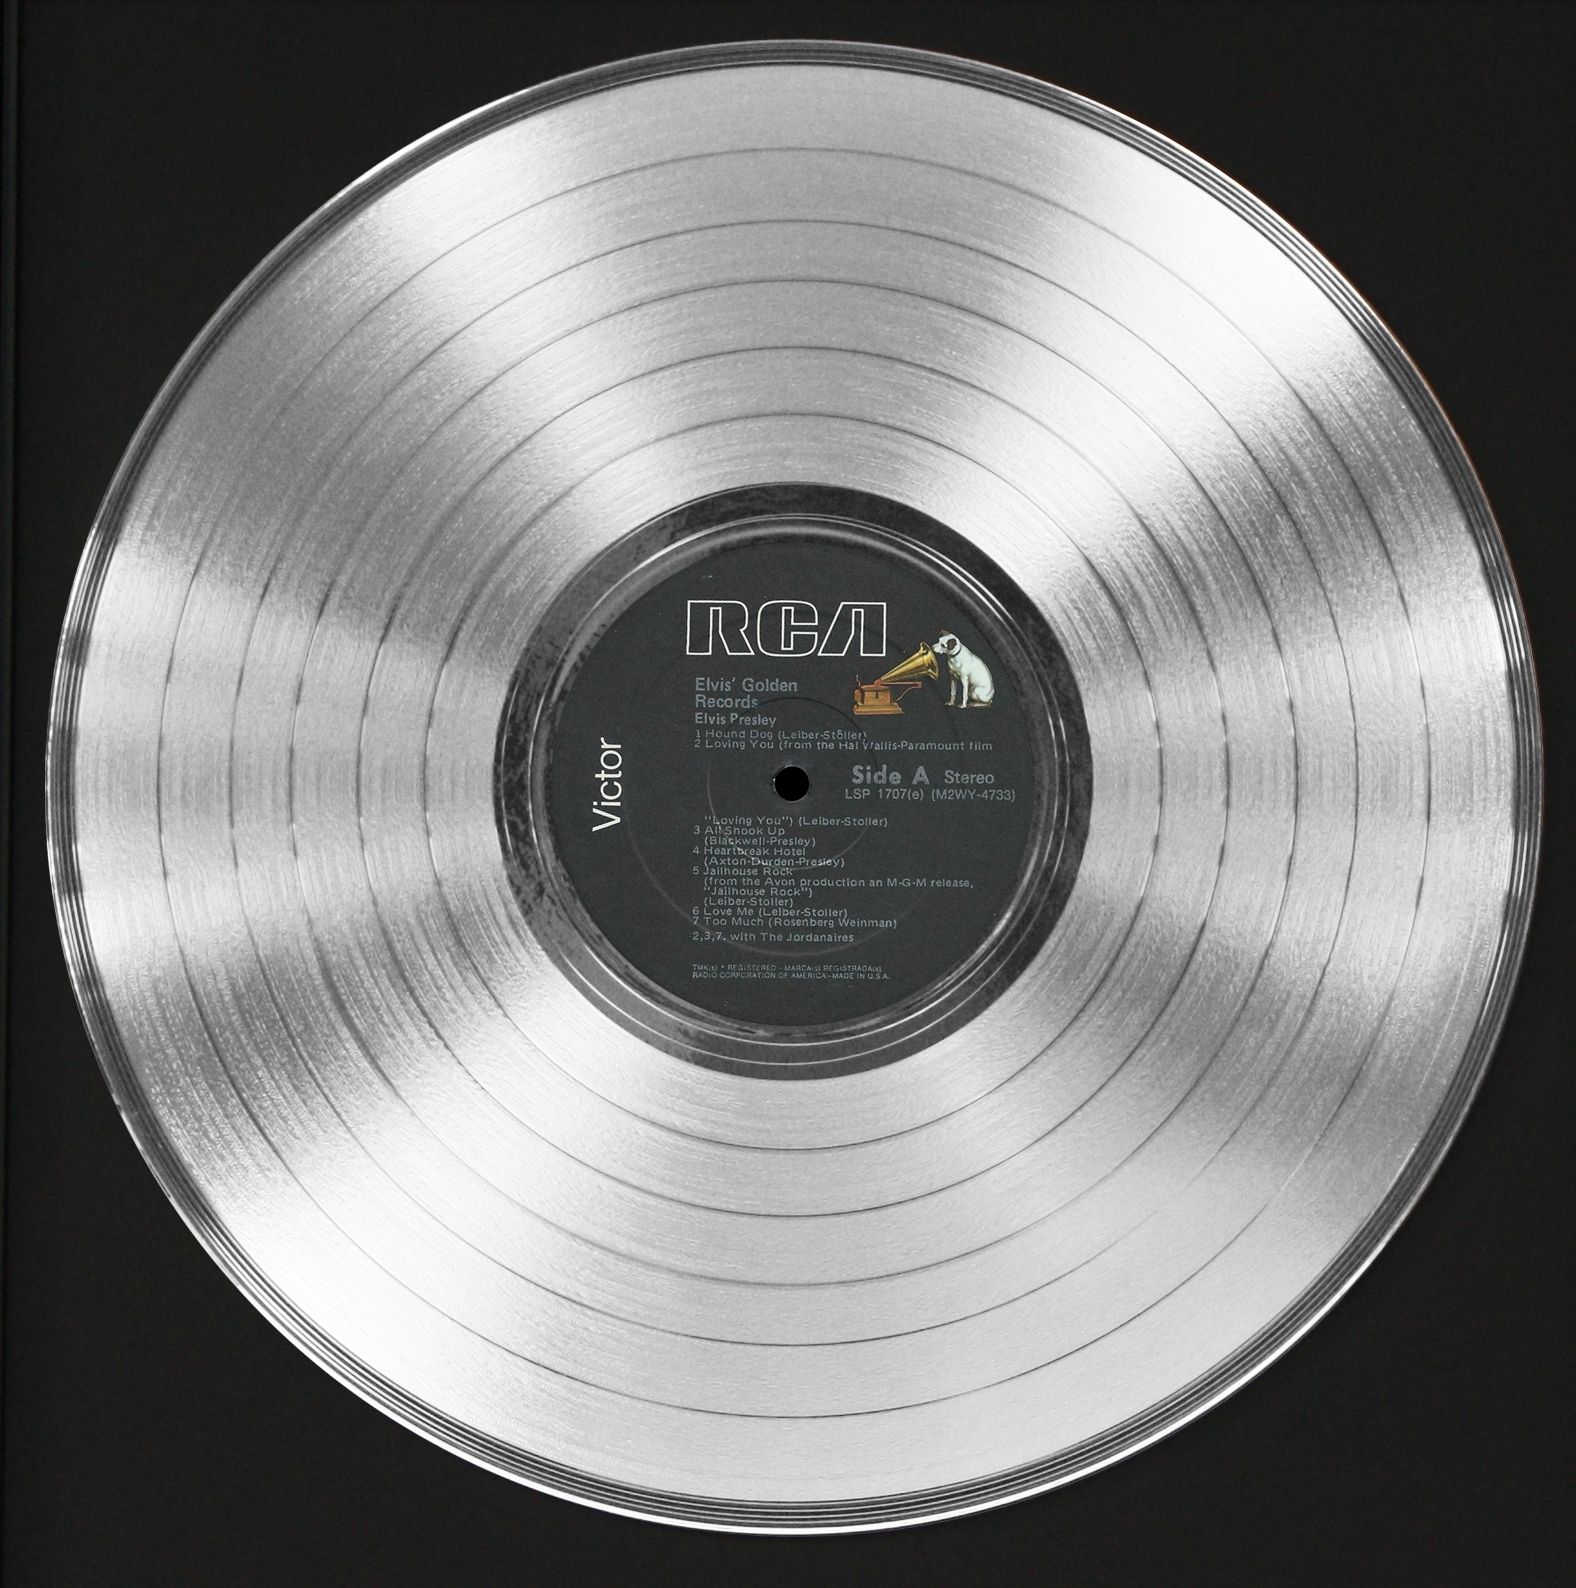 RCA
Elvis' Golden
Records
Elvis Presley
1 Hound Dog (Leiber-Stoller)
2 Loving You (from the Hal Wallis-Paramount film
Victor
Side A Stereo
LSP 1707(e) (M2WY-4733)
"Loving You") (Leiber-Stoller)
3 All Shook Up
(Blackwell-Presley)
4 Heartbreak Hotel
(Axton-Durden-Presley)
5 Jailhouse Rock
(from the Avon production an M-G-M release,
"Jailhouse Rock")
(Leiber-Stoller)
6 Love Me (Leiber-Stoller)
7 Too Much (Rosenberg Weinman)
2,3,7, with The Jordanaires
TMK(s) ® REGISTERED - MARCA(s) REGISTRADA(s)
RADIO CORPORATION OF AMERICA-MADE IN U.S.A.